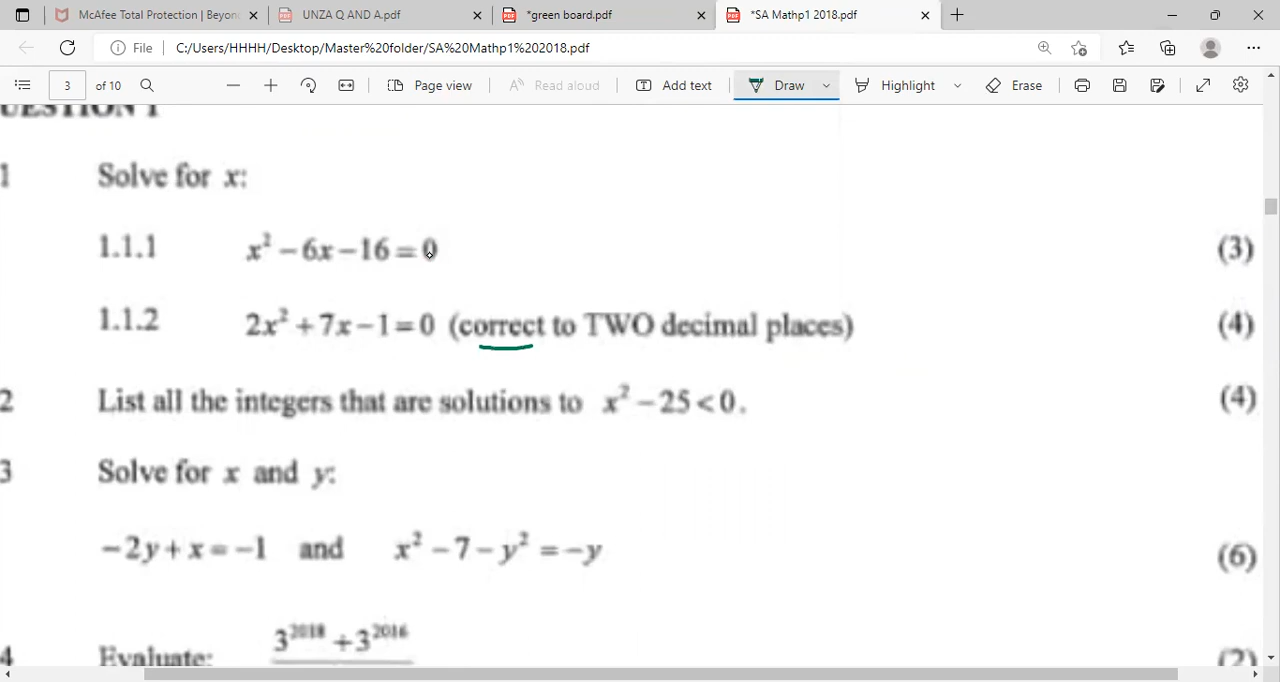 McAfee Total Protection | Beyon
UNZA Q AND A.pdf
*green board.pdf
*SA Mathp1 2018.pdf
File
C:/Users/HHHH/Desktop/Master%20folder/SA%20Mathp1%202018.pdf
3 of 10
Page view
Read aloud
Add text
Draw
Highlight
Erase
UESTION 1
1 Solve for x:
1.1.1 x² – 6x – 16 = 0 (3)
1.1.2 2x² + 7x – 1 = 0 (correct to TWO decimal places) (4)
2 List all the integers that are solutions to x² – 25 < 0. (4)
3 Solve for x and y:
–2y + x = –1 and x² – 7 – y² = –y (6)
4 Evaluate: 3²⁰¹⁸ + 3²⁰¹⁶ (2)